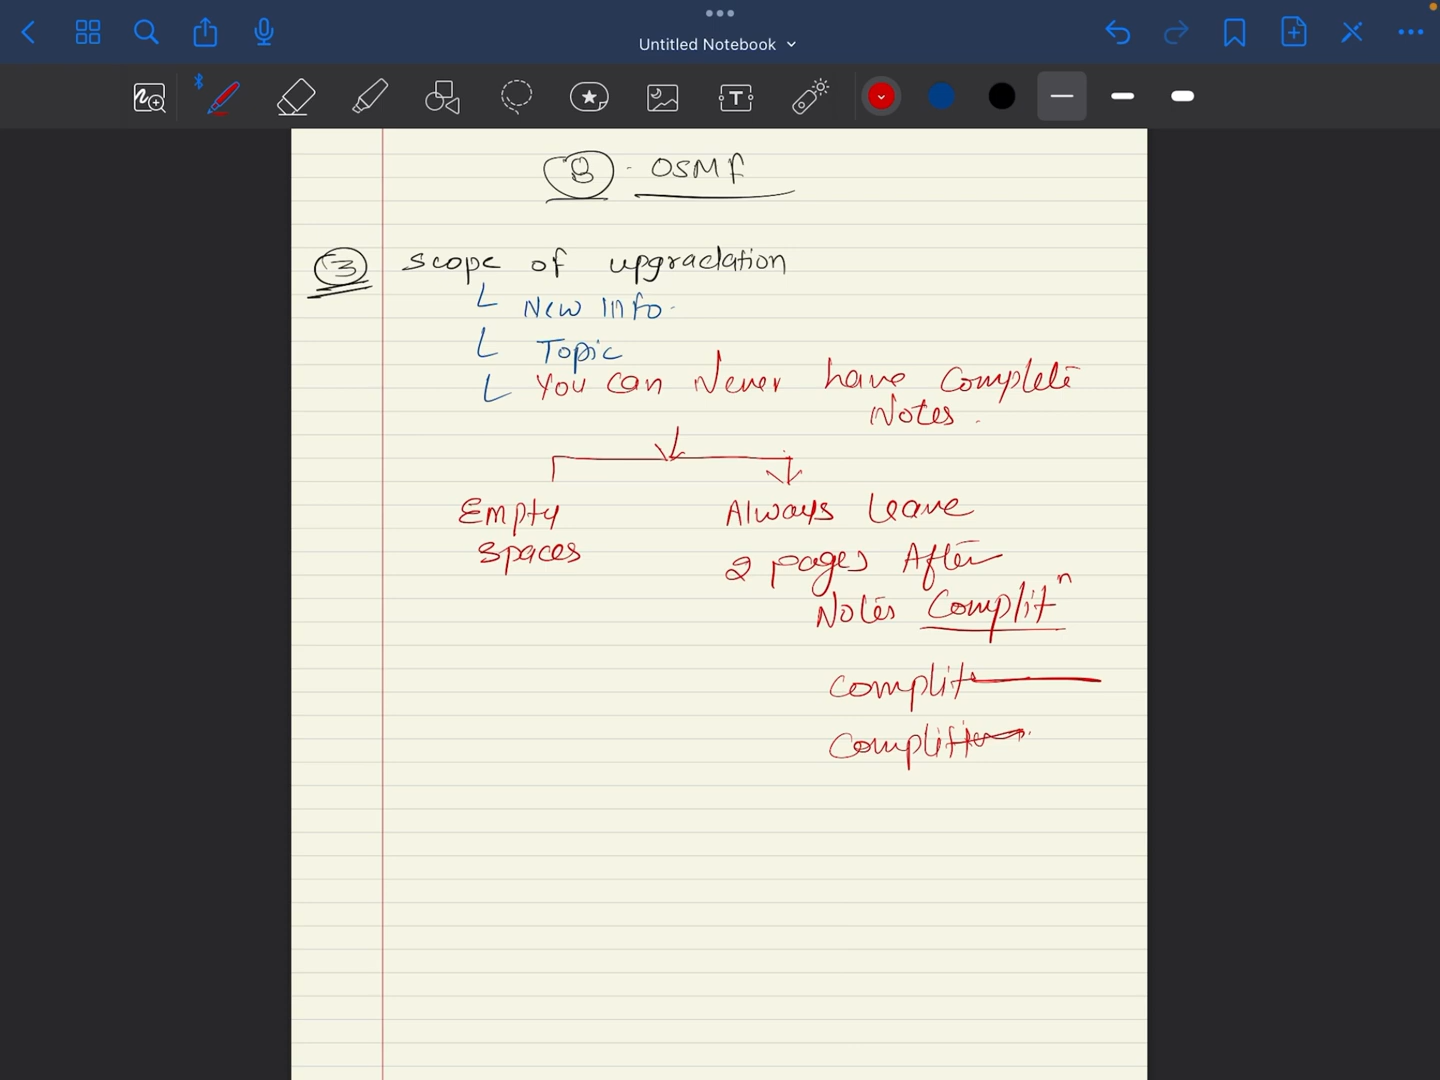 Untitled Notebook
T
8 - OSMF
3 scope of upgradation
New Info.
Topic
You can Never have Complete
Notes.
Empty
spaces
Always leave
2 pages After
Notes Complitⁿ
complit
complition